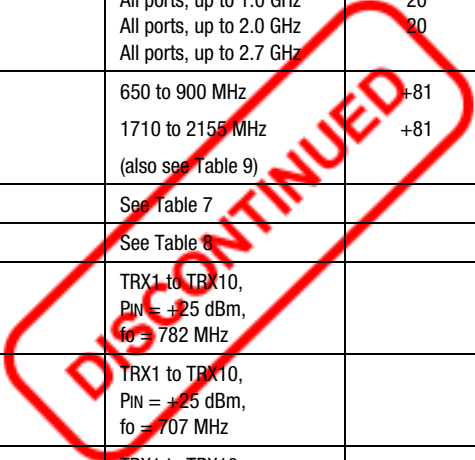 All ports, up to 1.0 GHz 20
All ports, up to 2.0 GHz 20
All ports, up to 2.7 GHz
650 to 900 MHz +81
1710 to 2155 MHz +81
(also see Table 9)
See Table 7
See Table 8
TRX1 to TRX10,
PIN = +25 dBm,
fo = 782 MHz
TRX1 to TRX10,
PIN = +25 dBm,
fo = 707 MHz
TRX1 to TRX10,
DISCONTINUED